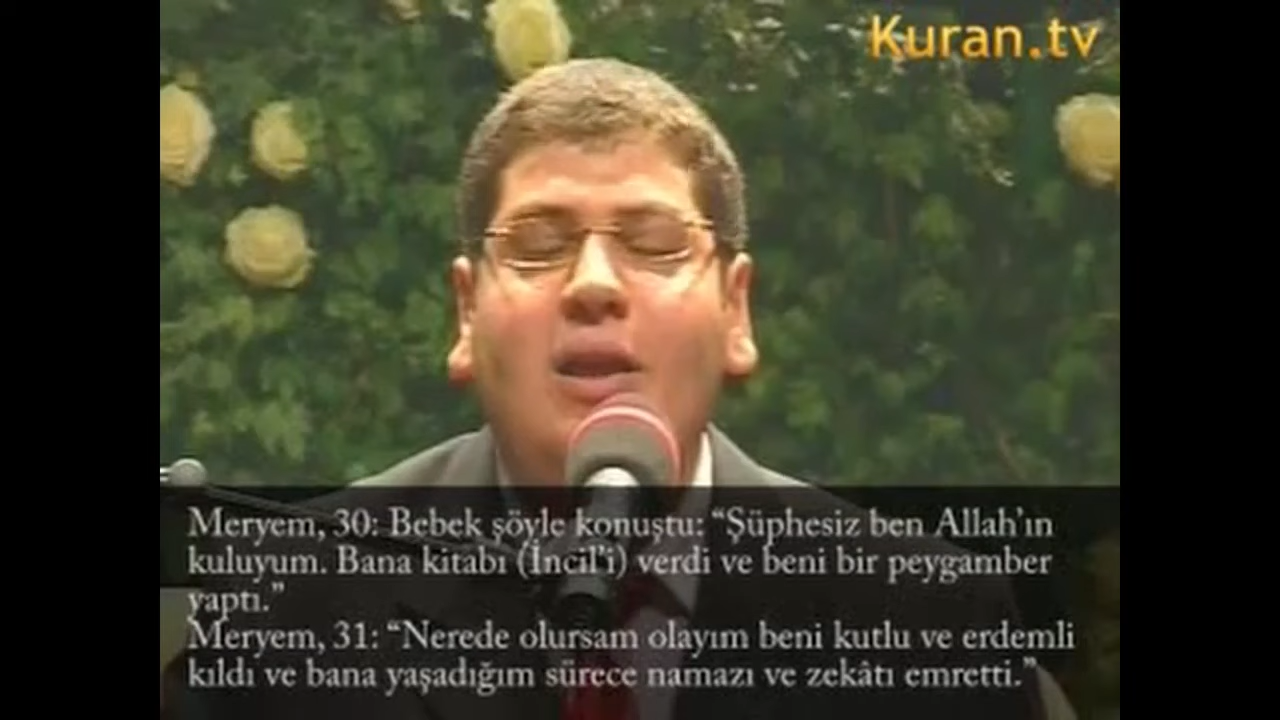 Kuran.tv
Meryem, 30: Bebek şöyle konuştu: “Şüphesiz ben Allah’ın
kuluyum. Bana kitabı (İncil’i) verdi ve beni bir peygamber
yaptı.”
Meryem, 31: “Nerede olursam olayım beni kutlu ve erdemli
kıldı ve bana yaşadığım sürece namazı ve zekâtı emretti.”